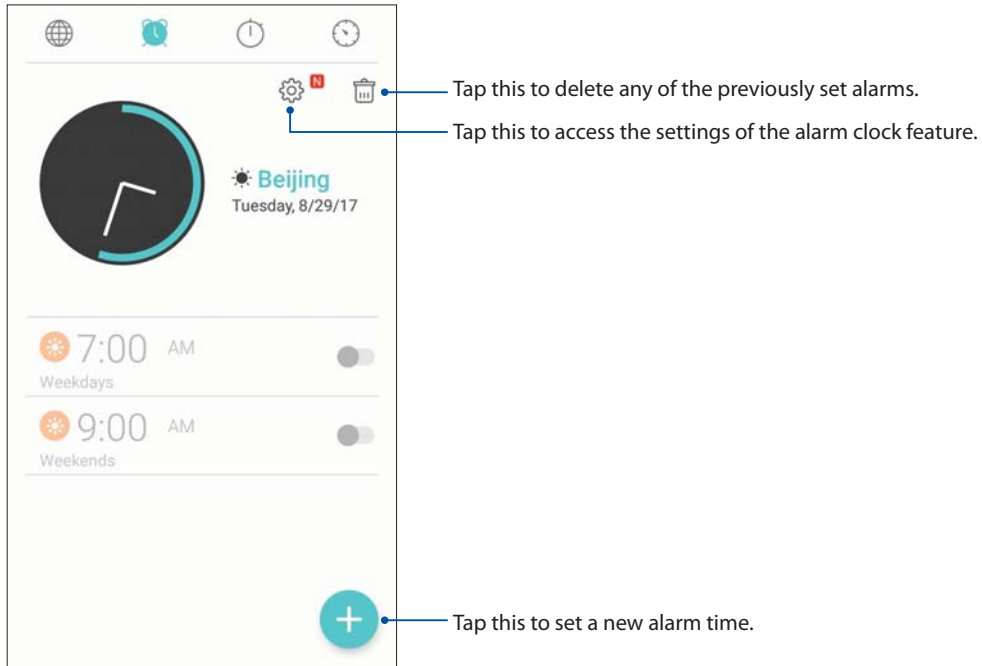 N
Tap this to delete any of the previously set alarms.
Tap this to access the settings of the alarm clock feature.
Beijing
Tuesday, 8/29/17
7:00 AM
Weekdays
9:00 AM
Weekends
Tap this to set a new alarm time.